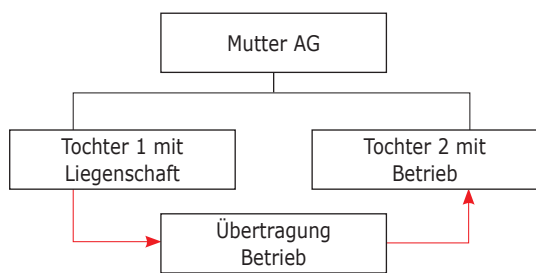 Mutter AG
Tochter 1 mit
Liegenschaft
Tochter 2 mit
Betrieb
Übertragung
Betrieb